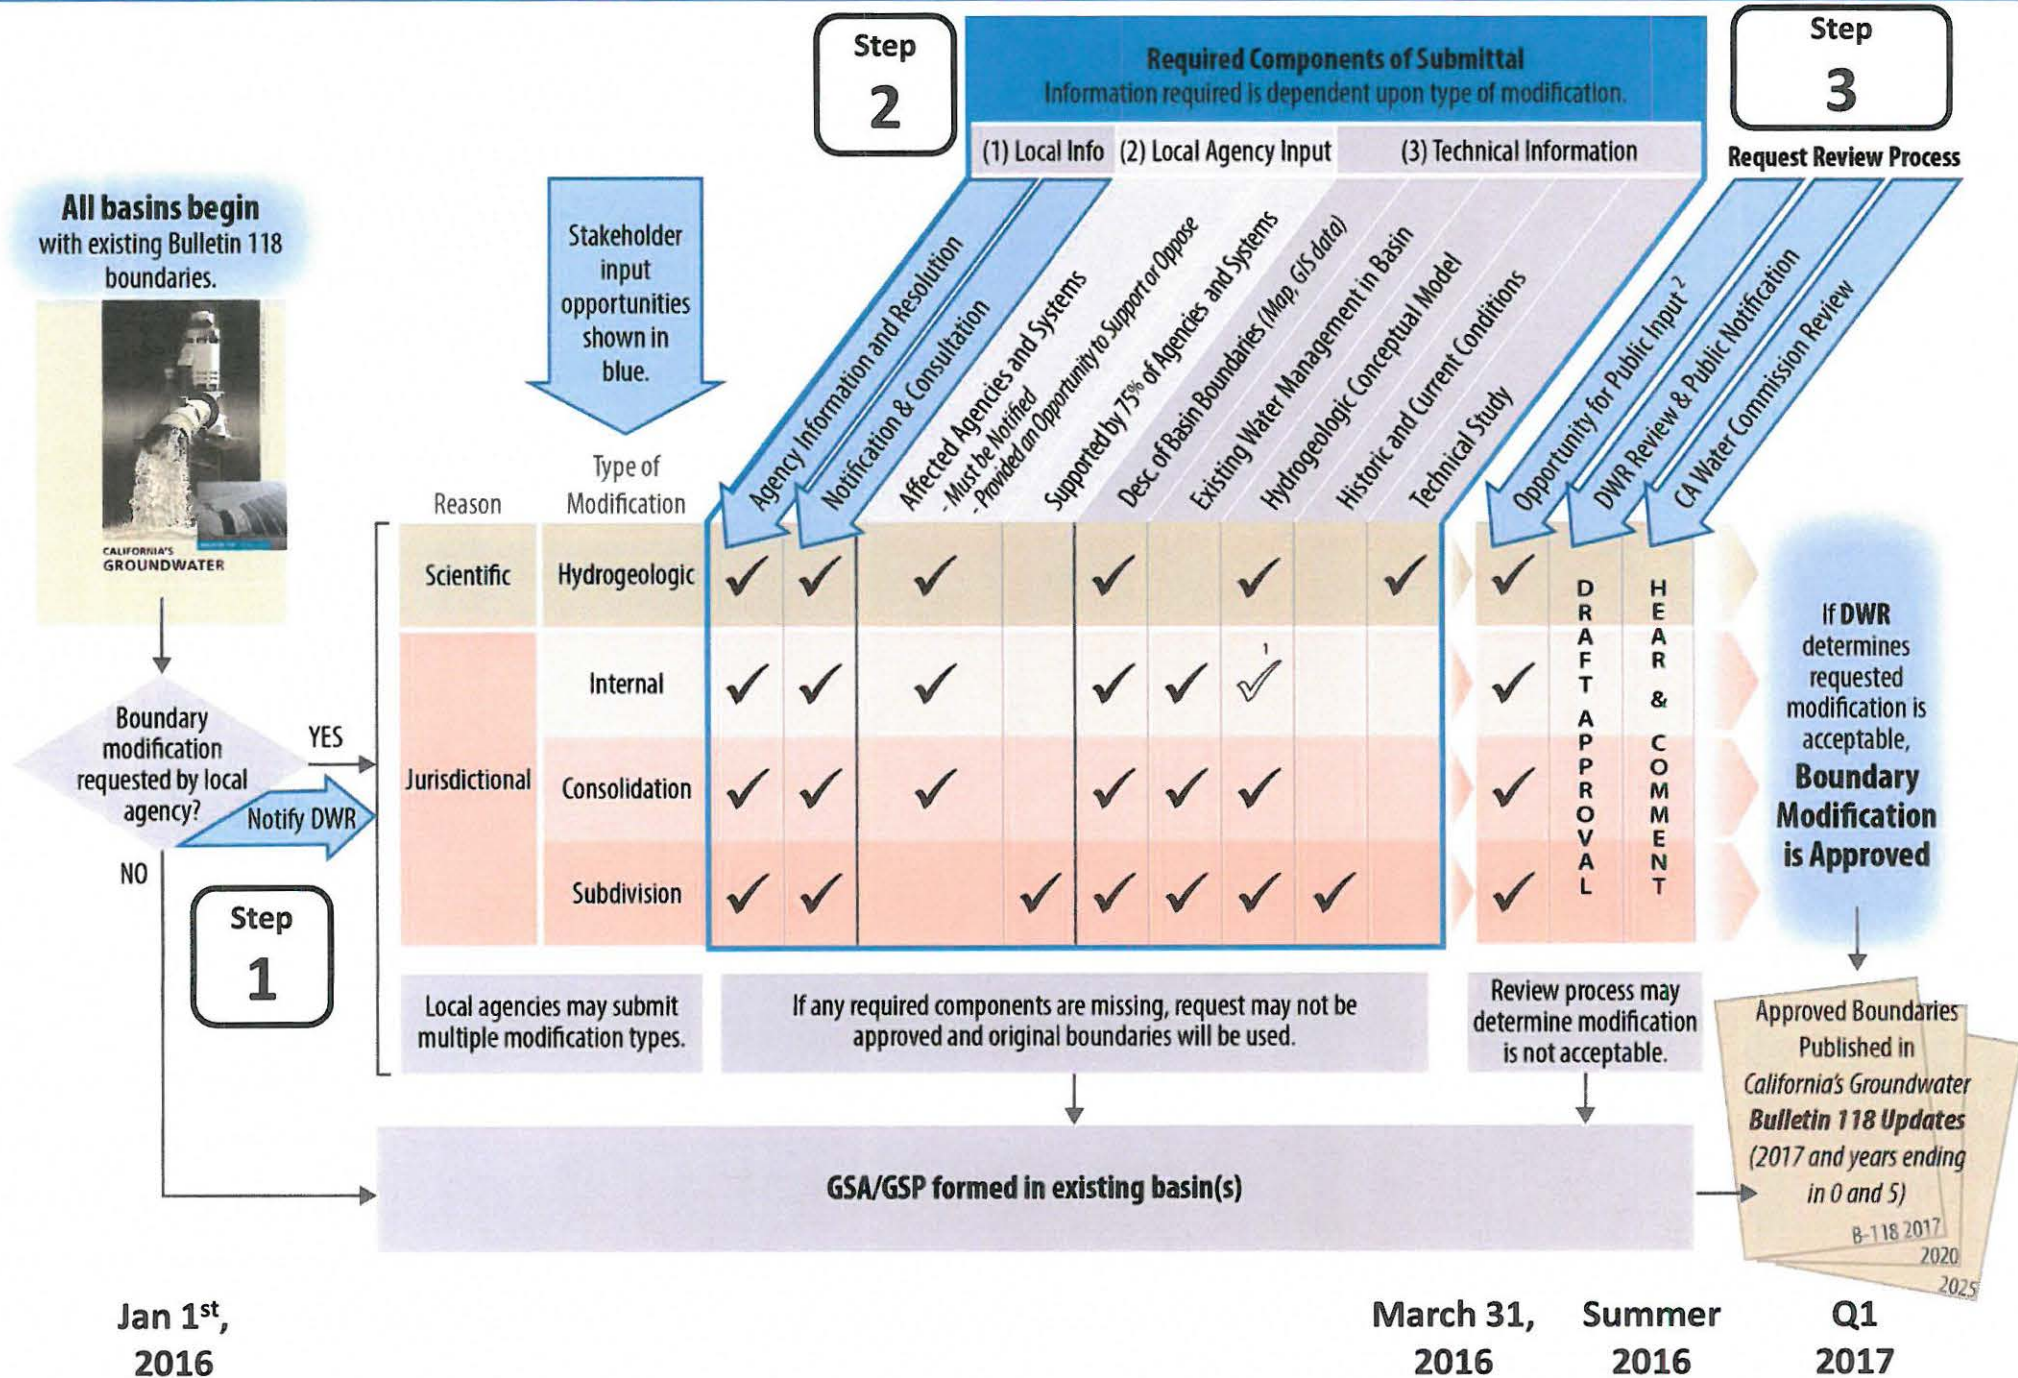 Step
2
Required Components of Submittal
Information required is dependent upon type of modification.
(1) Local Info
(2) Local Agency Input
(3) Technical Information
Step
3
Request Review Process
All basins begin
with existing Bulletin 118
boundaries.
CALIFORNIA'S
GROUNDWATER
Stakeholder
input
opportunities
shown in
blue.
Agency Information and Resolution
Notification & Consultation
Affected Agencies and Systems
- Must be Notified
- Provided an Opportunity to Support or Oppose
Supported by 75% of Agencies and Systems
Desc. of Basin Boundaries (Map, GIS data)
Existing Water Management in Basin
Hydrogeologic Conceptual Model
Historic and Current Conditions
Technical Study
Opportunity for Public Input 2
DWR Review & Public Notification
CA Water Commission Review
Reason
Type of
Modification
Scientific
Hydrogeologic
✓ ✓ ✓ ✓ ✓ ✓ ✓
Jurisdictional
Internal
✓ ✓ ✓ ✓ ✓ ✓ 1 ✓
Consolidation
✓ ✓ ✓ ✓ ✓ ✓ ✓
Subdivision
✓ ✓ ✓ ✓ ✓ ✓ ✓ ✓
DRAFT APPROVAL
HEAR & COMMENT
If DWR
determines
requested
modification is
acceptable,
Boundary
Modification
is Approved
Boundary
modification
requested by local
agency?
YES
Notify DWR
NO
Step
1
Local agencies may submit
multiple modification types.
If any required components are missing, request may not be
approved and original boundaries will be used.
Review process may
determine modification
is not acceptable.
GSA/GSP formed in existing basin(s)
Approved Boundaries
Published in
California's Groundwater
Bulletin 118 Updates
(2017 and years ending
in 0 and 5)
B-118 2017
2020
2025
Jan 1st,
2016
March 31,
2016
Summer
2016
Q1
2017